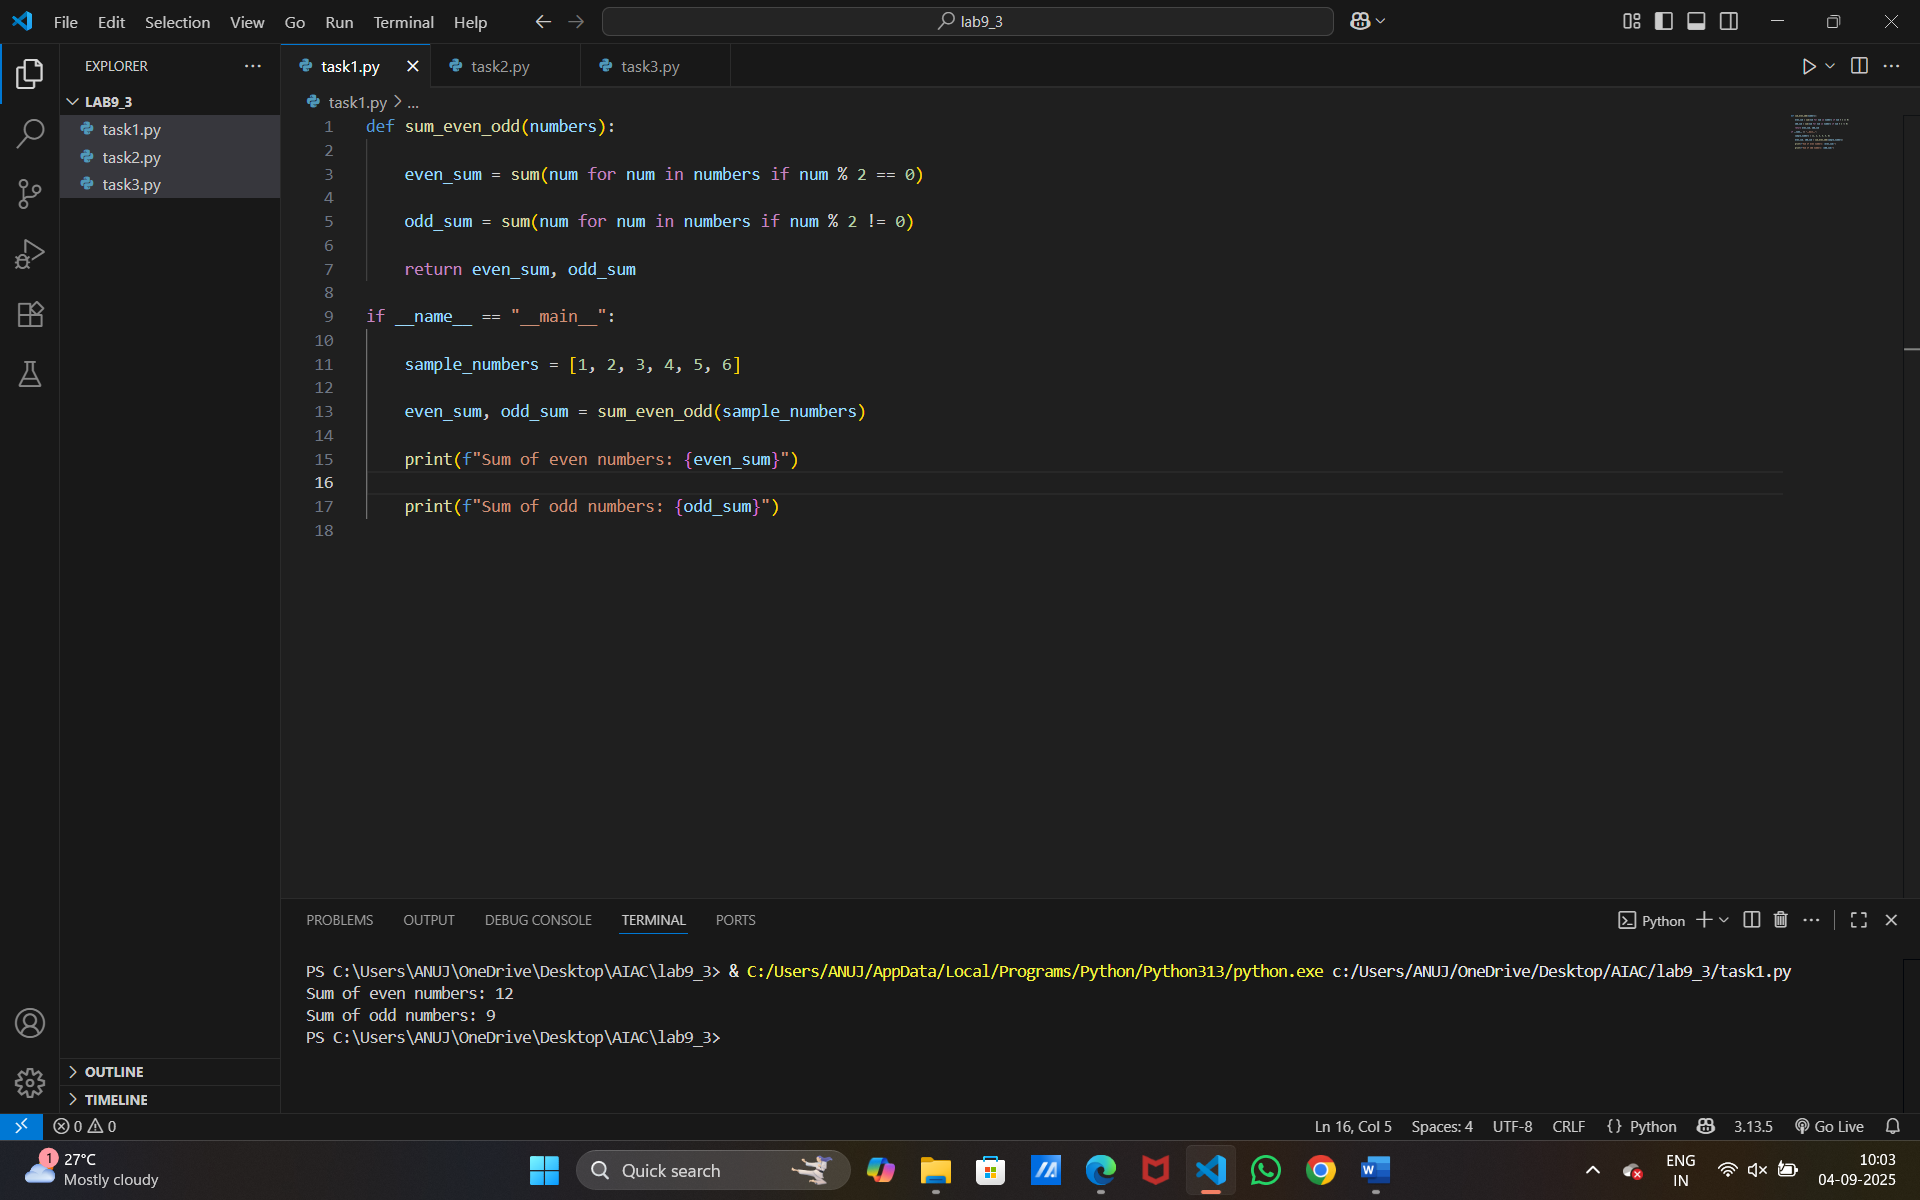 File Edit Selection View Go Run Terminal Help
lab9_3
EXPLORER
LAB9_3
task1.py
task2.py
task3.py
OUTLINE
TIMELINE
task1.py
task2.py
task3.py
task1.py > ...
1 def sum_even_odd(numbers):
2
3 even_sum = sum(num for num in numbers if num % 2 == 0)
4
5 odd_sum = sum(num for num in numbers if num % 2 != 0)
6
7 return even_sum, odd_sum
8
9 if __name__ == "__main__":
10
11 sample_numbers = [1, 2, 3, 4, 5, 6]
12
13 even_sum, odd_sum = sum_even_odd(sample_numbers)
14
15 print(f"Sum of even numbers: {even_sum}")
16
17 print(f"Sum of odd numbers: {odd_sum}")
18
PROBLEMS OUTPUT DEBUG CONSOLE TERMINAL PORTS
Python
PS C:\Users\ANUJ\OneDrive\Desktop\AIAC\lab9_3> & C:/Users/ANUJ/AppData/Local/Programs/Python/Python313/python.exe c:/Users/ANUJ/OneDrive/Desktop/AIAC/lab9_3/task1.py
Sum of even numbers: 12
Sum of odd numbers: 9
PS C:\Users\ANUJ\OneDrive\Desktop\AIAC\lab9_3>
0 0
Ln 16, Col 5 Spaces: 4 UTF-8 CRLF {} Python 3.13.5 Go Live
1
27°C
Mostly cloudy
Quick search
ENG
IN
10:03
04-09-2025